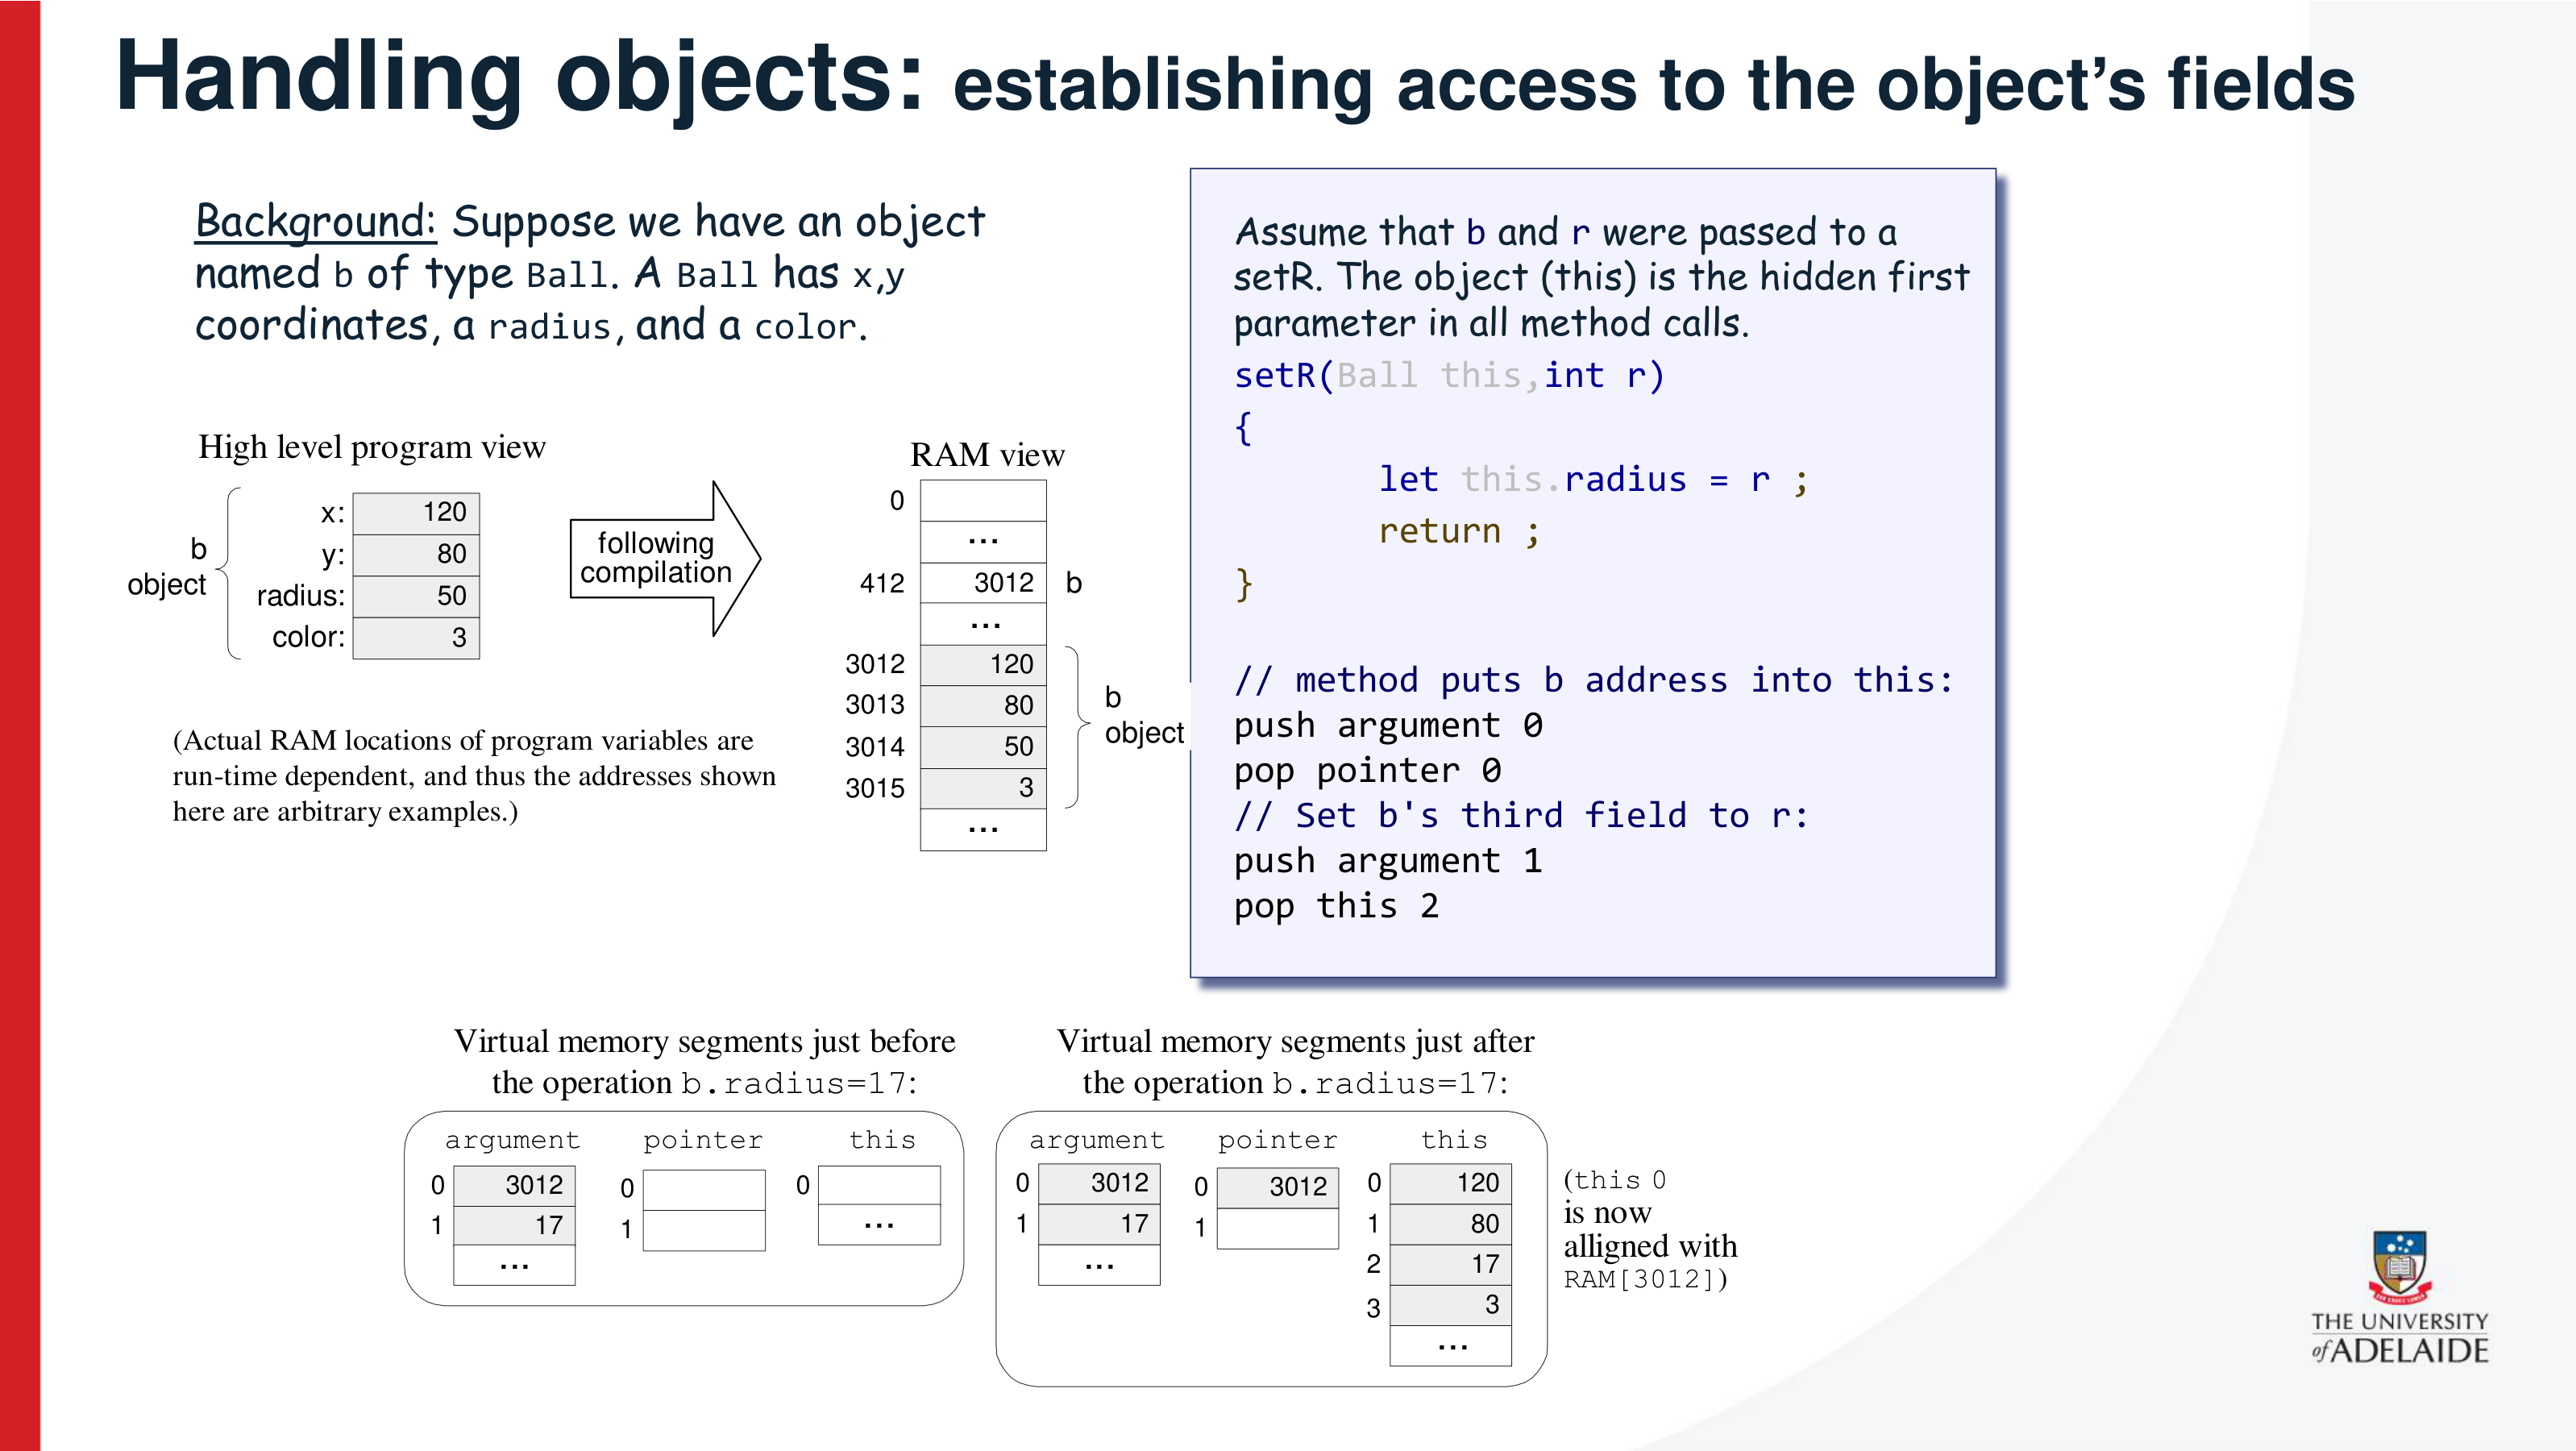 Handling objects: establishing access to the object's fields
Background: Suppose we have an object
named b of type Ball. A Ball has x,y
coordinates, a radius, and a color.
High level program view
b
object
x: 120
y: 80
radius: 50
color: 3
following
compilation
RAM view
0
...
412 3012 b
...
3012 120
3013 80
3014 50
3015 3
...
b
object
(Actual RAM locations of program variables are
run-time dependent, and thus the addresses shown
here are arbitrary examples.)
Assume that b and r were passed to a
setR. The object (this) is the hidden first
parameter in all method calls.
setR(Ball this,int r)
{
let this.radius = r ;
return ;
}
// method puts b address into this:
push argument 0
pop pointer 0
// Set b's third field to r:
push argument 1
pop this 2
Virtual memory segments just before
the operation b.radius=17:
argument pointer this
0 3012 0 0
1 17 1 ...
...
Virtual memory segments just after
the operation b.radius=17:
argument pointer this
0 3012 0 3012 0 120
1 17 1 1 80
... 2 17
3 3
...
(this 0
is now
alligned with
RAM[3012])
THE UNIVERSITY
of ADELAIDE